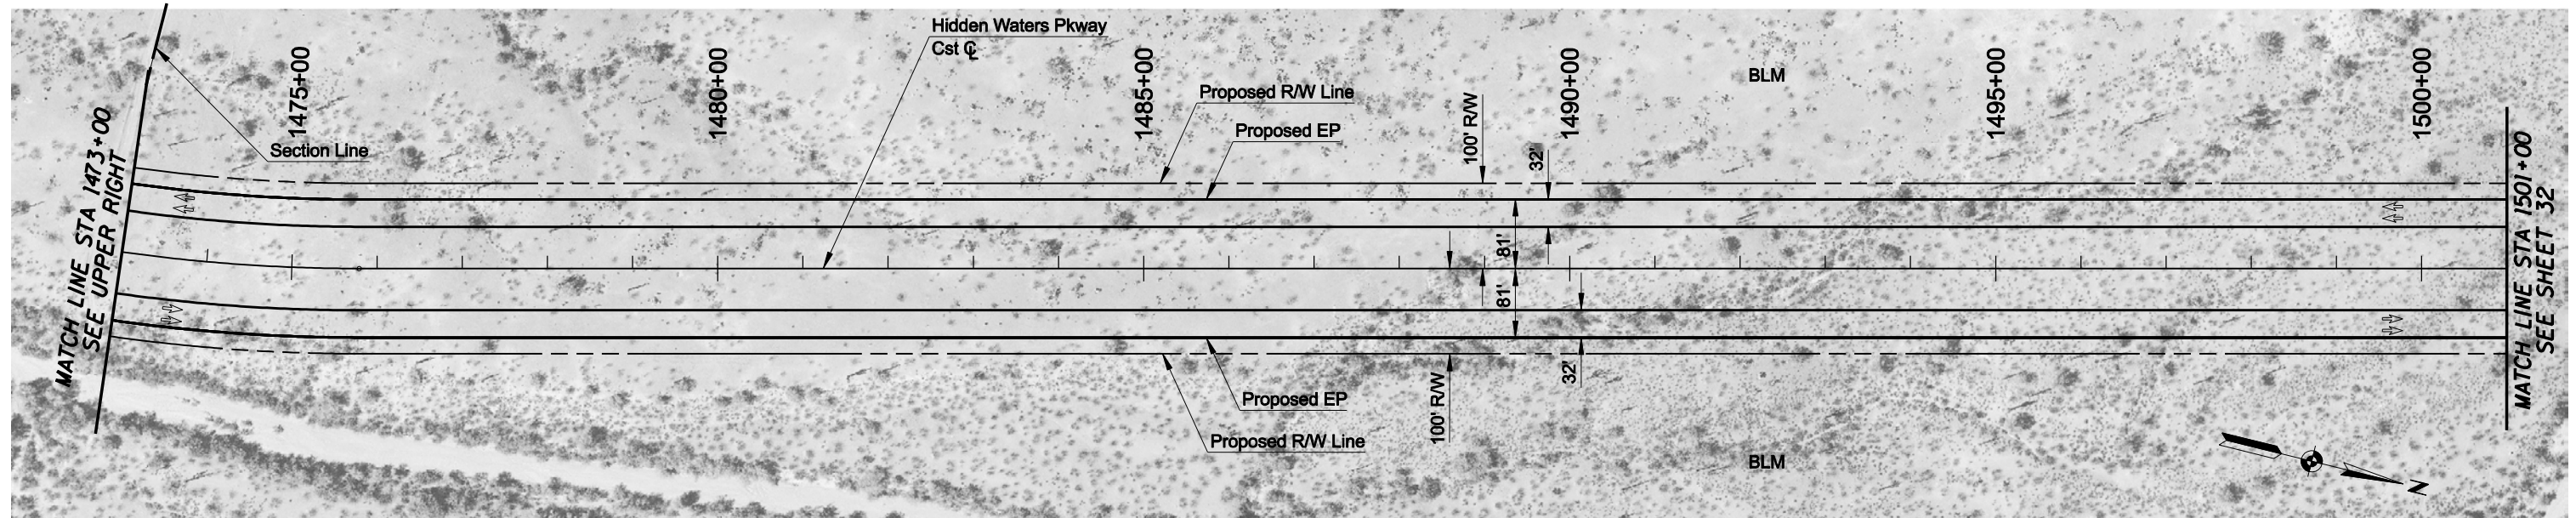 Hidden Waters Pkway
Cst ℄
BLM
1475+00
1480+00
1485+00
1490+00
1495+00
1500+00
Proposed R/W Line
Proposed EP
100' R/W
32'
Section Line
MATCH LINE STA 1473+00
SEE UPPER RIGHT
81'
81'
MATCH LINE STA 1501+00
SEE SHEET 32
32'
Proposed EP
100' R/W
Proposed R/W Line
BLM
N